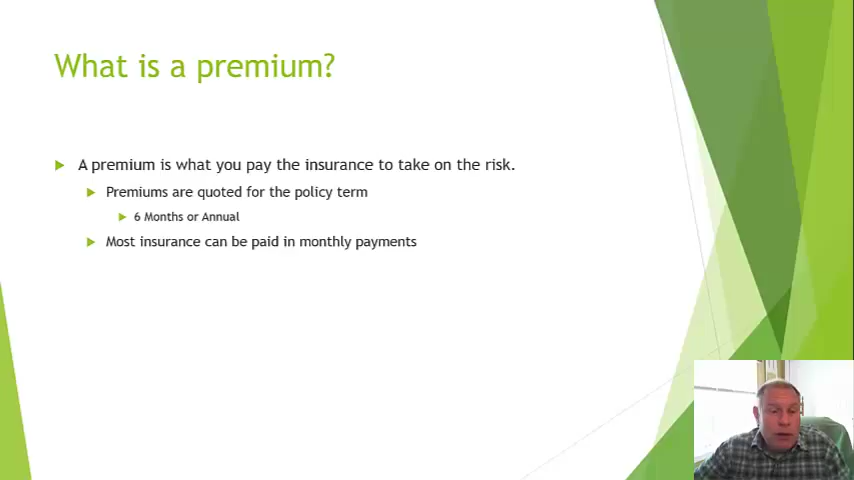 What is a premium?
A premium is what you pay the insurance to take on the risk.
Premiums are quoted for the policy term
6 Months or Annual
Most insurance can be paid in monthly payments